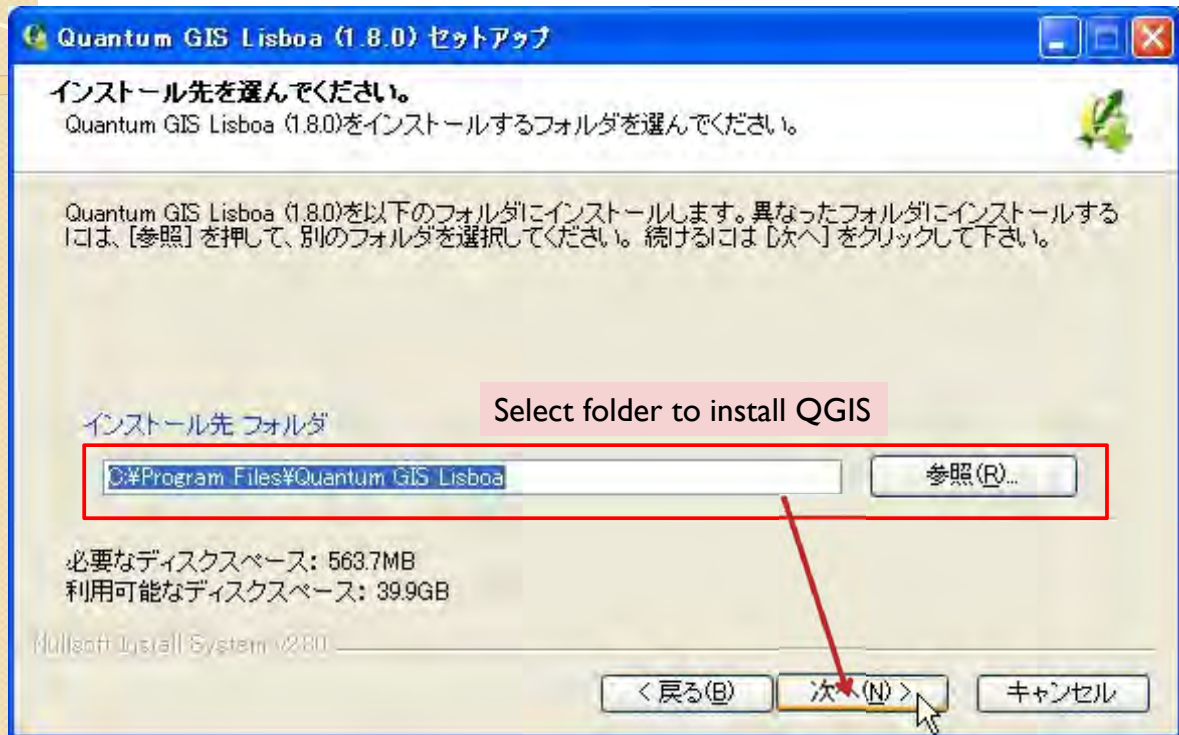 Quantum GIS Lisboa (1.8.0) セットアップ
インストール先を選んでください。
Quantum GIS Lisboa (1.8.0)をインストールするフォルダを選んでください。
Quantum GIS Lisboa (1.8.0)を以下のフォルダにインストールします。異なったフォルダにインストールする
には、[参照] を押して、別のフォルダを選択してください。続けるには [次へ] をクリックして下さい。
Select folder to install QGIS
インストール先 フォルダ
C:¥Program Files¥Quantum GIS Lisboa
参照(R)...
必要なディスクスペース: 563.7MB
利用可能なディスクスペース: 39.9GB
Nullsoft Install System
< 戻る(B)
次へ(N) >
キャンセル